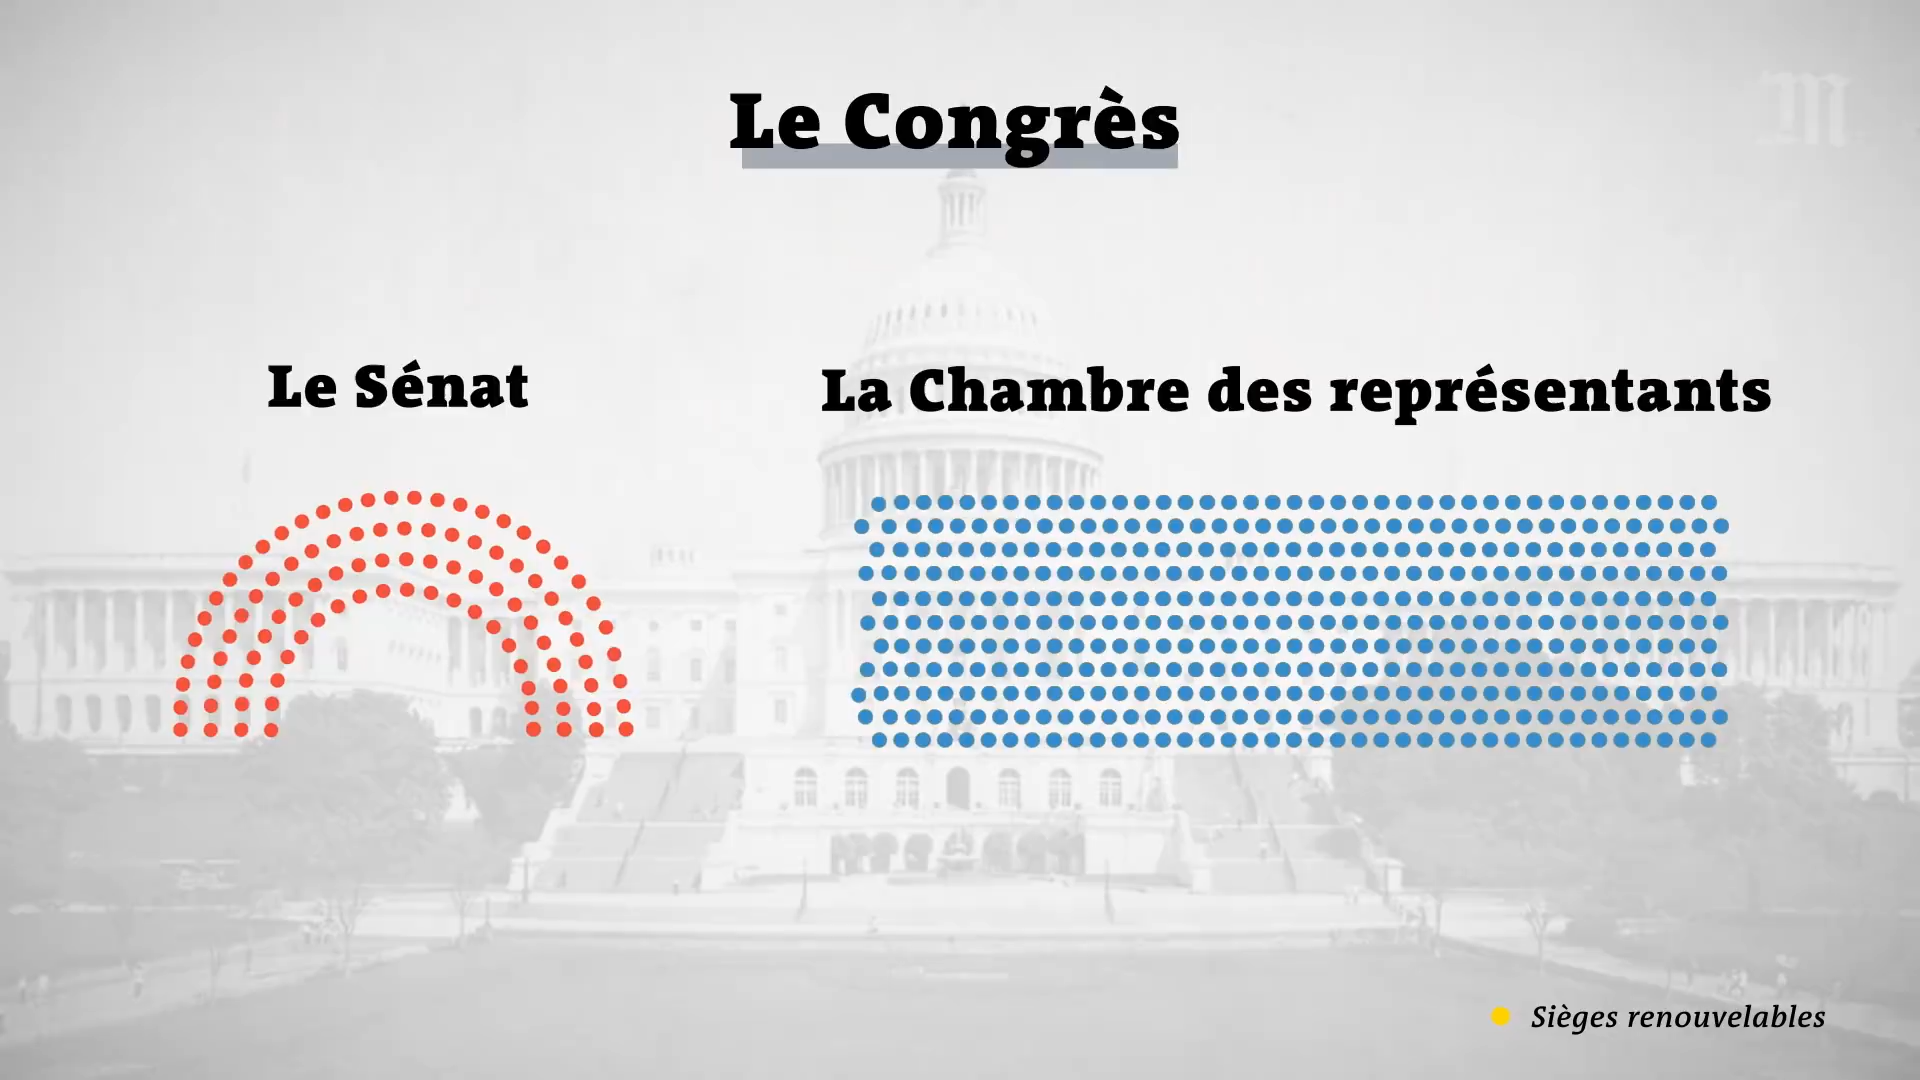 Le Congrès
Le Sénat
La Chambre des représentants
Sièges renouvelables
M